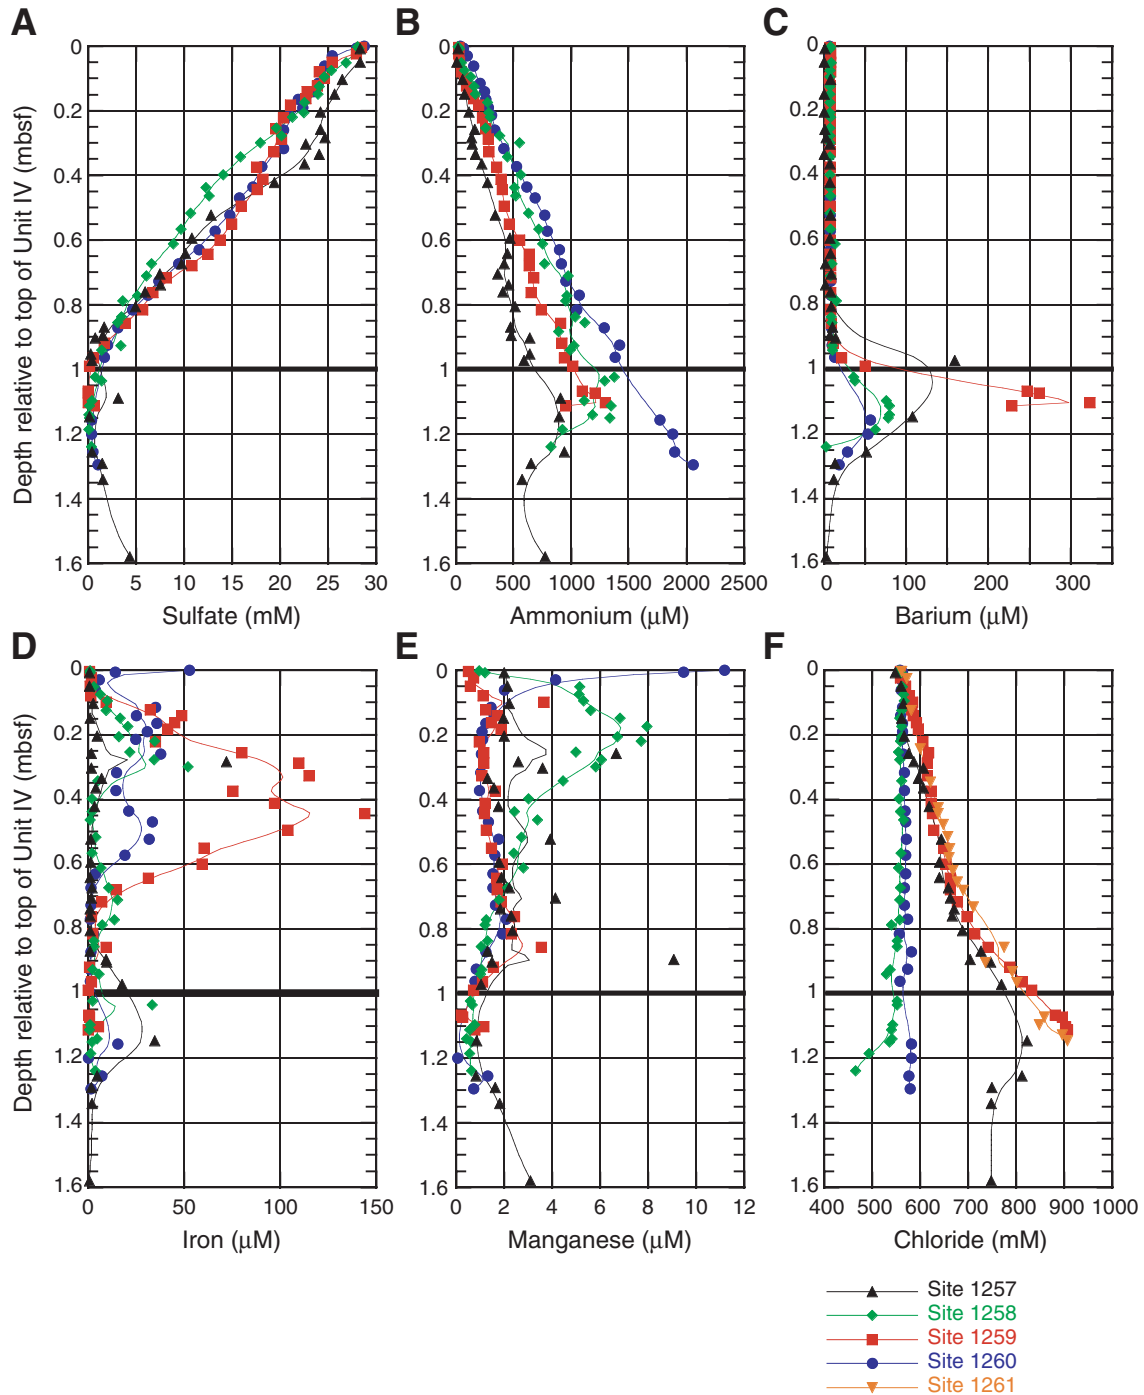 A
B
C
0
0.2
0.4
0.6
0.8
1
1.2
1.4
1.6
0 5 10 15 20 25 30
Sulfate (mM)
Depth relative to top of Unit IV (mbsf)
0
0.2
0.4
0.6
0.8
1
1.2
1.4
1.6
0 500 1000 1500 2000 2500
Ammonium (µM)
0
0.2
0.4
0.6
0.8
1
1.2
1.4
1.6
0 100 200 300
Barium (µM)
D
E
F
0
0.2
0.4
0.6
0.8
1
1.2
1.4
1.6
0 50 100 150
Iron (µM)
Depth relative to top of Unit IV (mbsf)
0
0.2
0.4
0.6
0.8
1
1.2
1.4
1.6
0 2 4 6 8 10 12
Manganese (µM)
0
0.2
0.4
0.6
0.8
1
1.2
1.4
1.6
400 500 600 700 800 900 1000
Chloride (mM)
Site 1257
Site 1258
Site 1259
Site 1260
Site 1261